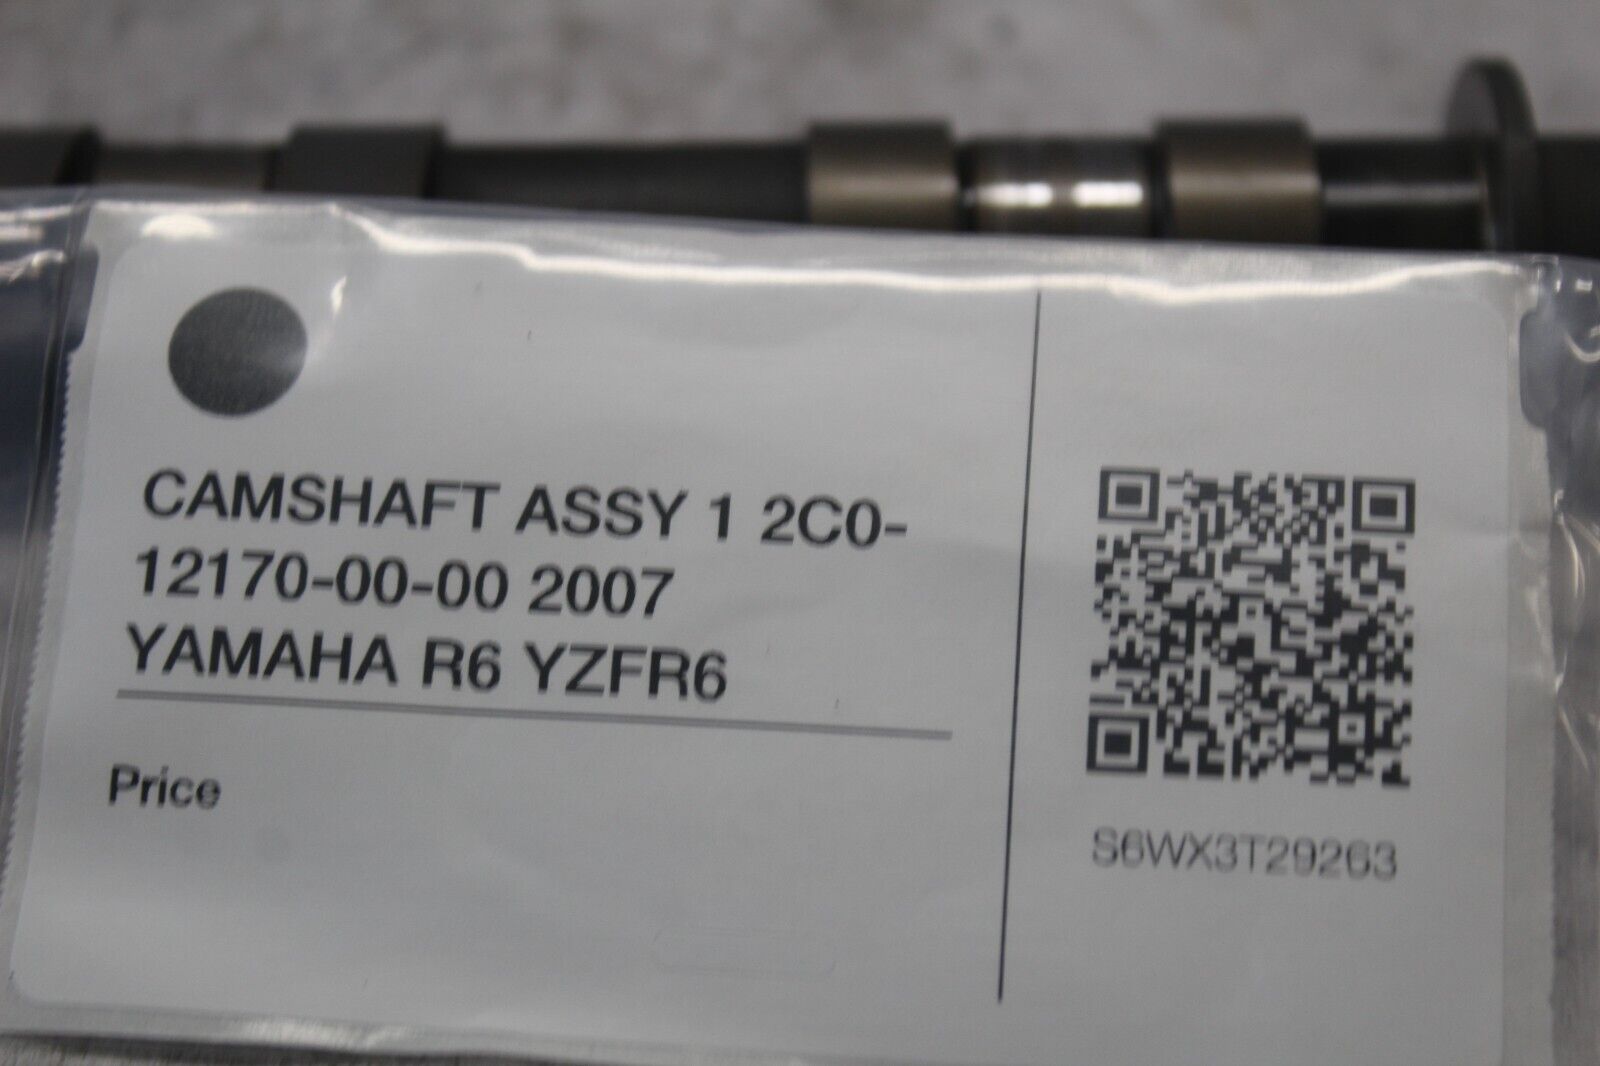 CAMSHAFT ASSY 1 2C0-
12170-00-00 2007
YAMAHA R6 YZFR6
Price
S6WX3T29263